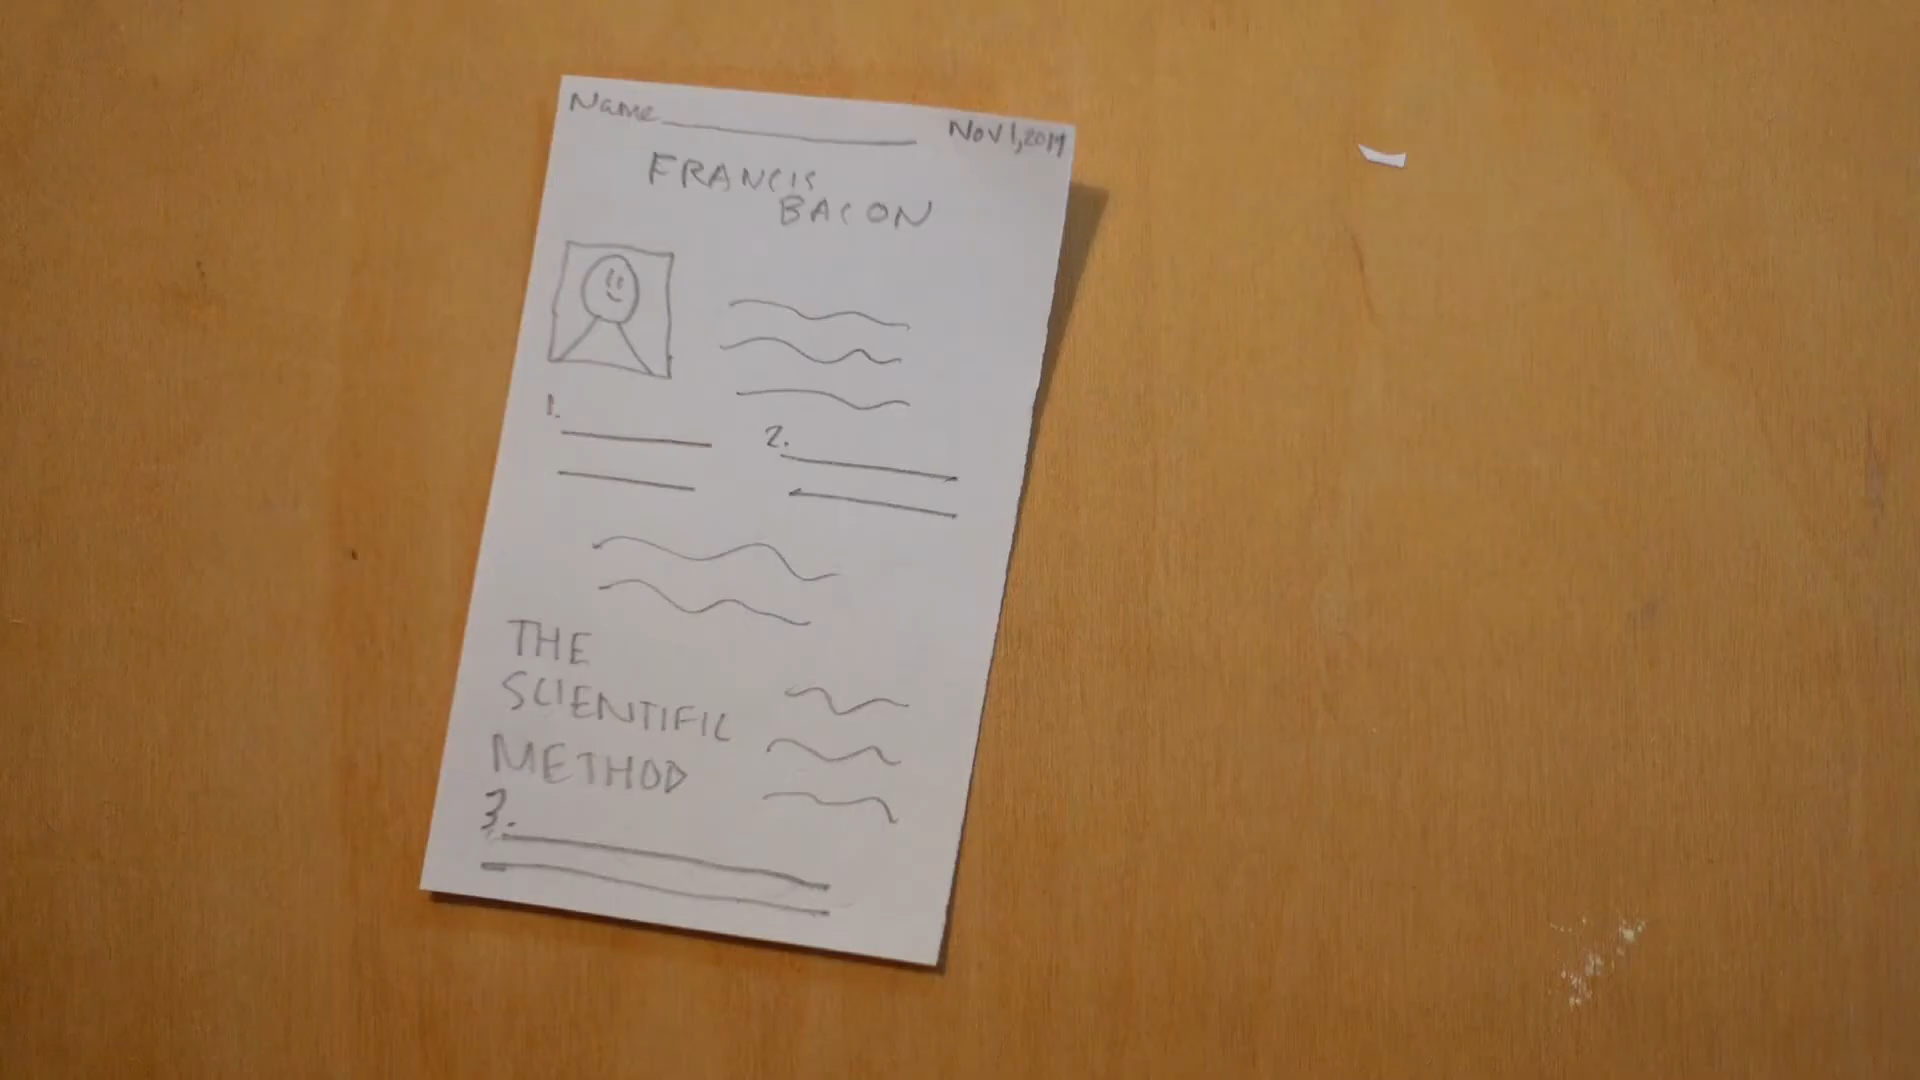 Name
Nov 1, 2019
FRANCIS
BACON
1.
2.
THE
SCIENTIFIC
METHOD
3.